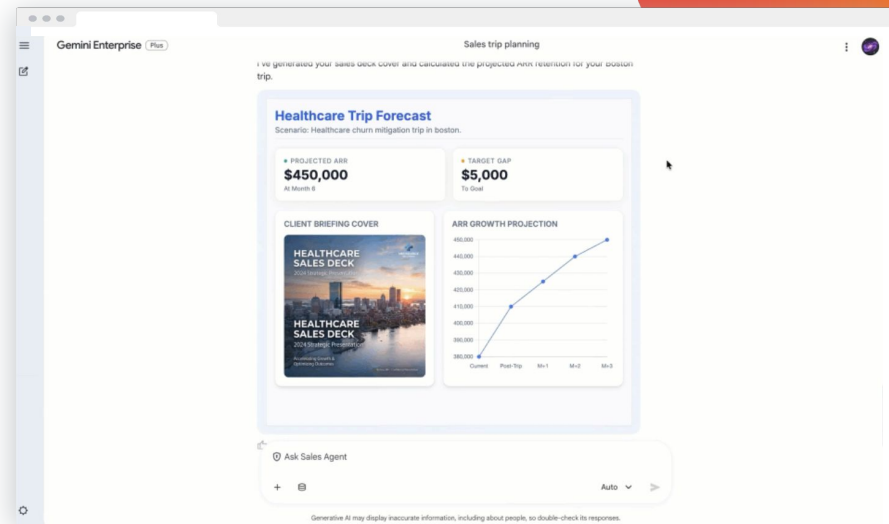 Gemini Enterprise Plus
Sales trip planning
I've generated your sales deck cover and calculated the projected ARR retention for your Boston
trip.
Healthcare Trip Forecast
Scenario: Healthcare churn mitigation trip in boston.
PROJECTED ARR
$450,000
At Month 6
TARGET GAP
$5,000
To Goal
CLIENT BRIEFING COVER
HEALTHCARE
SALES DECK
2024 Strategic Presentation
HEALTHCARE
SALES DECK
2024 Strategic Presentation
Accelerating Growth &
Optimizing Outcomes
ARR GROWTH PROJECTION
450,000
440,000
430,000
420,000
410,000
400,000
390,000
380,000
Current Post-Trip M+1 M+2 M+3
Ask Sales Agent
Auto
Generative AI may display inaccurate information, including about people, so double-check its responses.